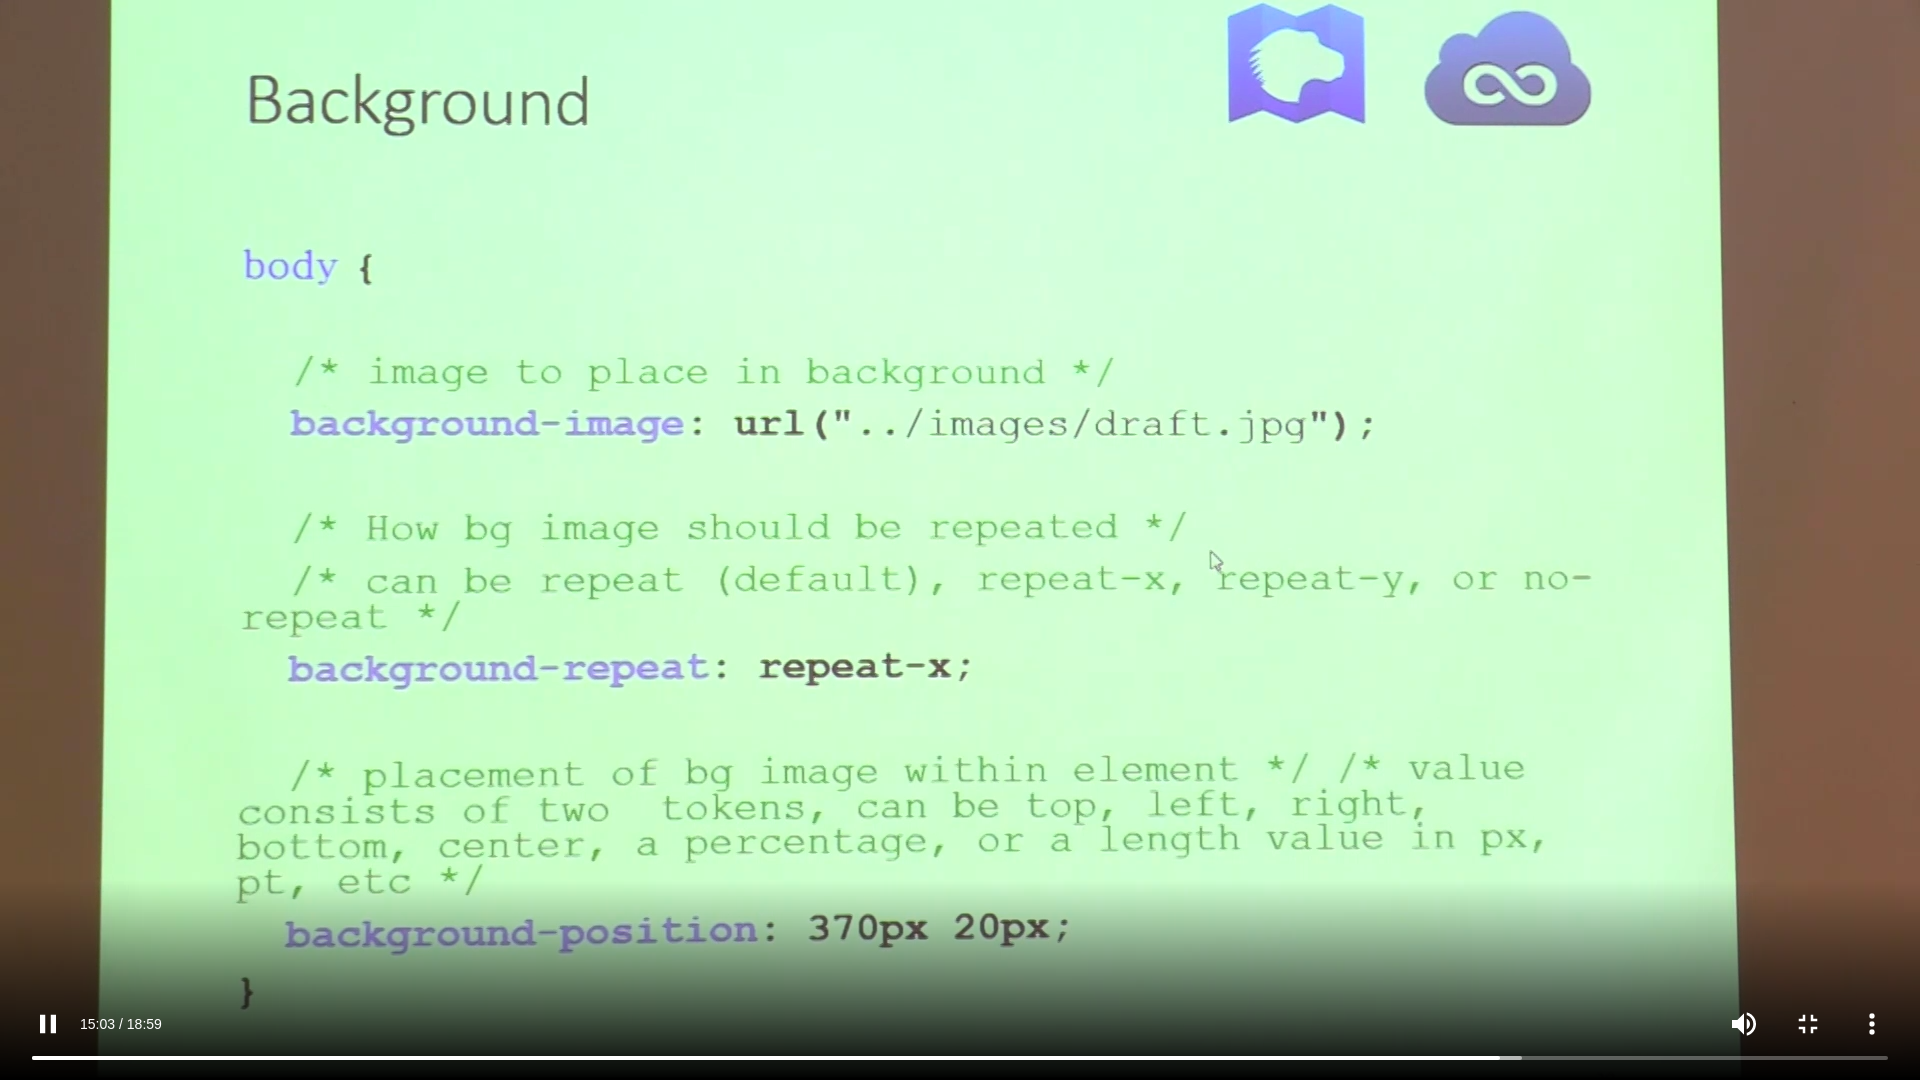 Background
body {
/* image to place in background */
background-image: url("../images/draft.jpg");
/* How bg image should be repeated */
/* can be repeat (default), repeat-x, repeat-y, or no-
repeat */
background-repeat: repeat-x;
/* placement of bg image within element */ /* value
consists of two tokens, can be top, left, right,
bottom, center, a percentage, or a length value in px,
pt, etc */
background-position: 370px 20px;
}
15:03 / 18:59